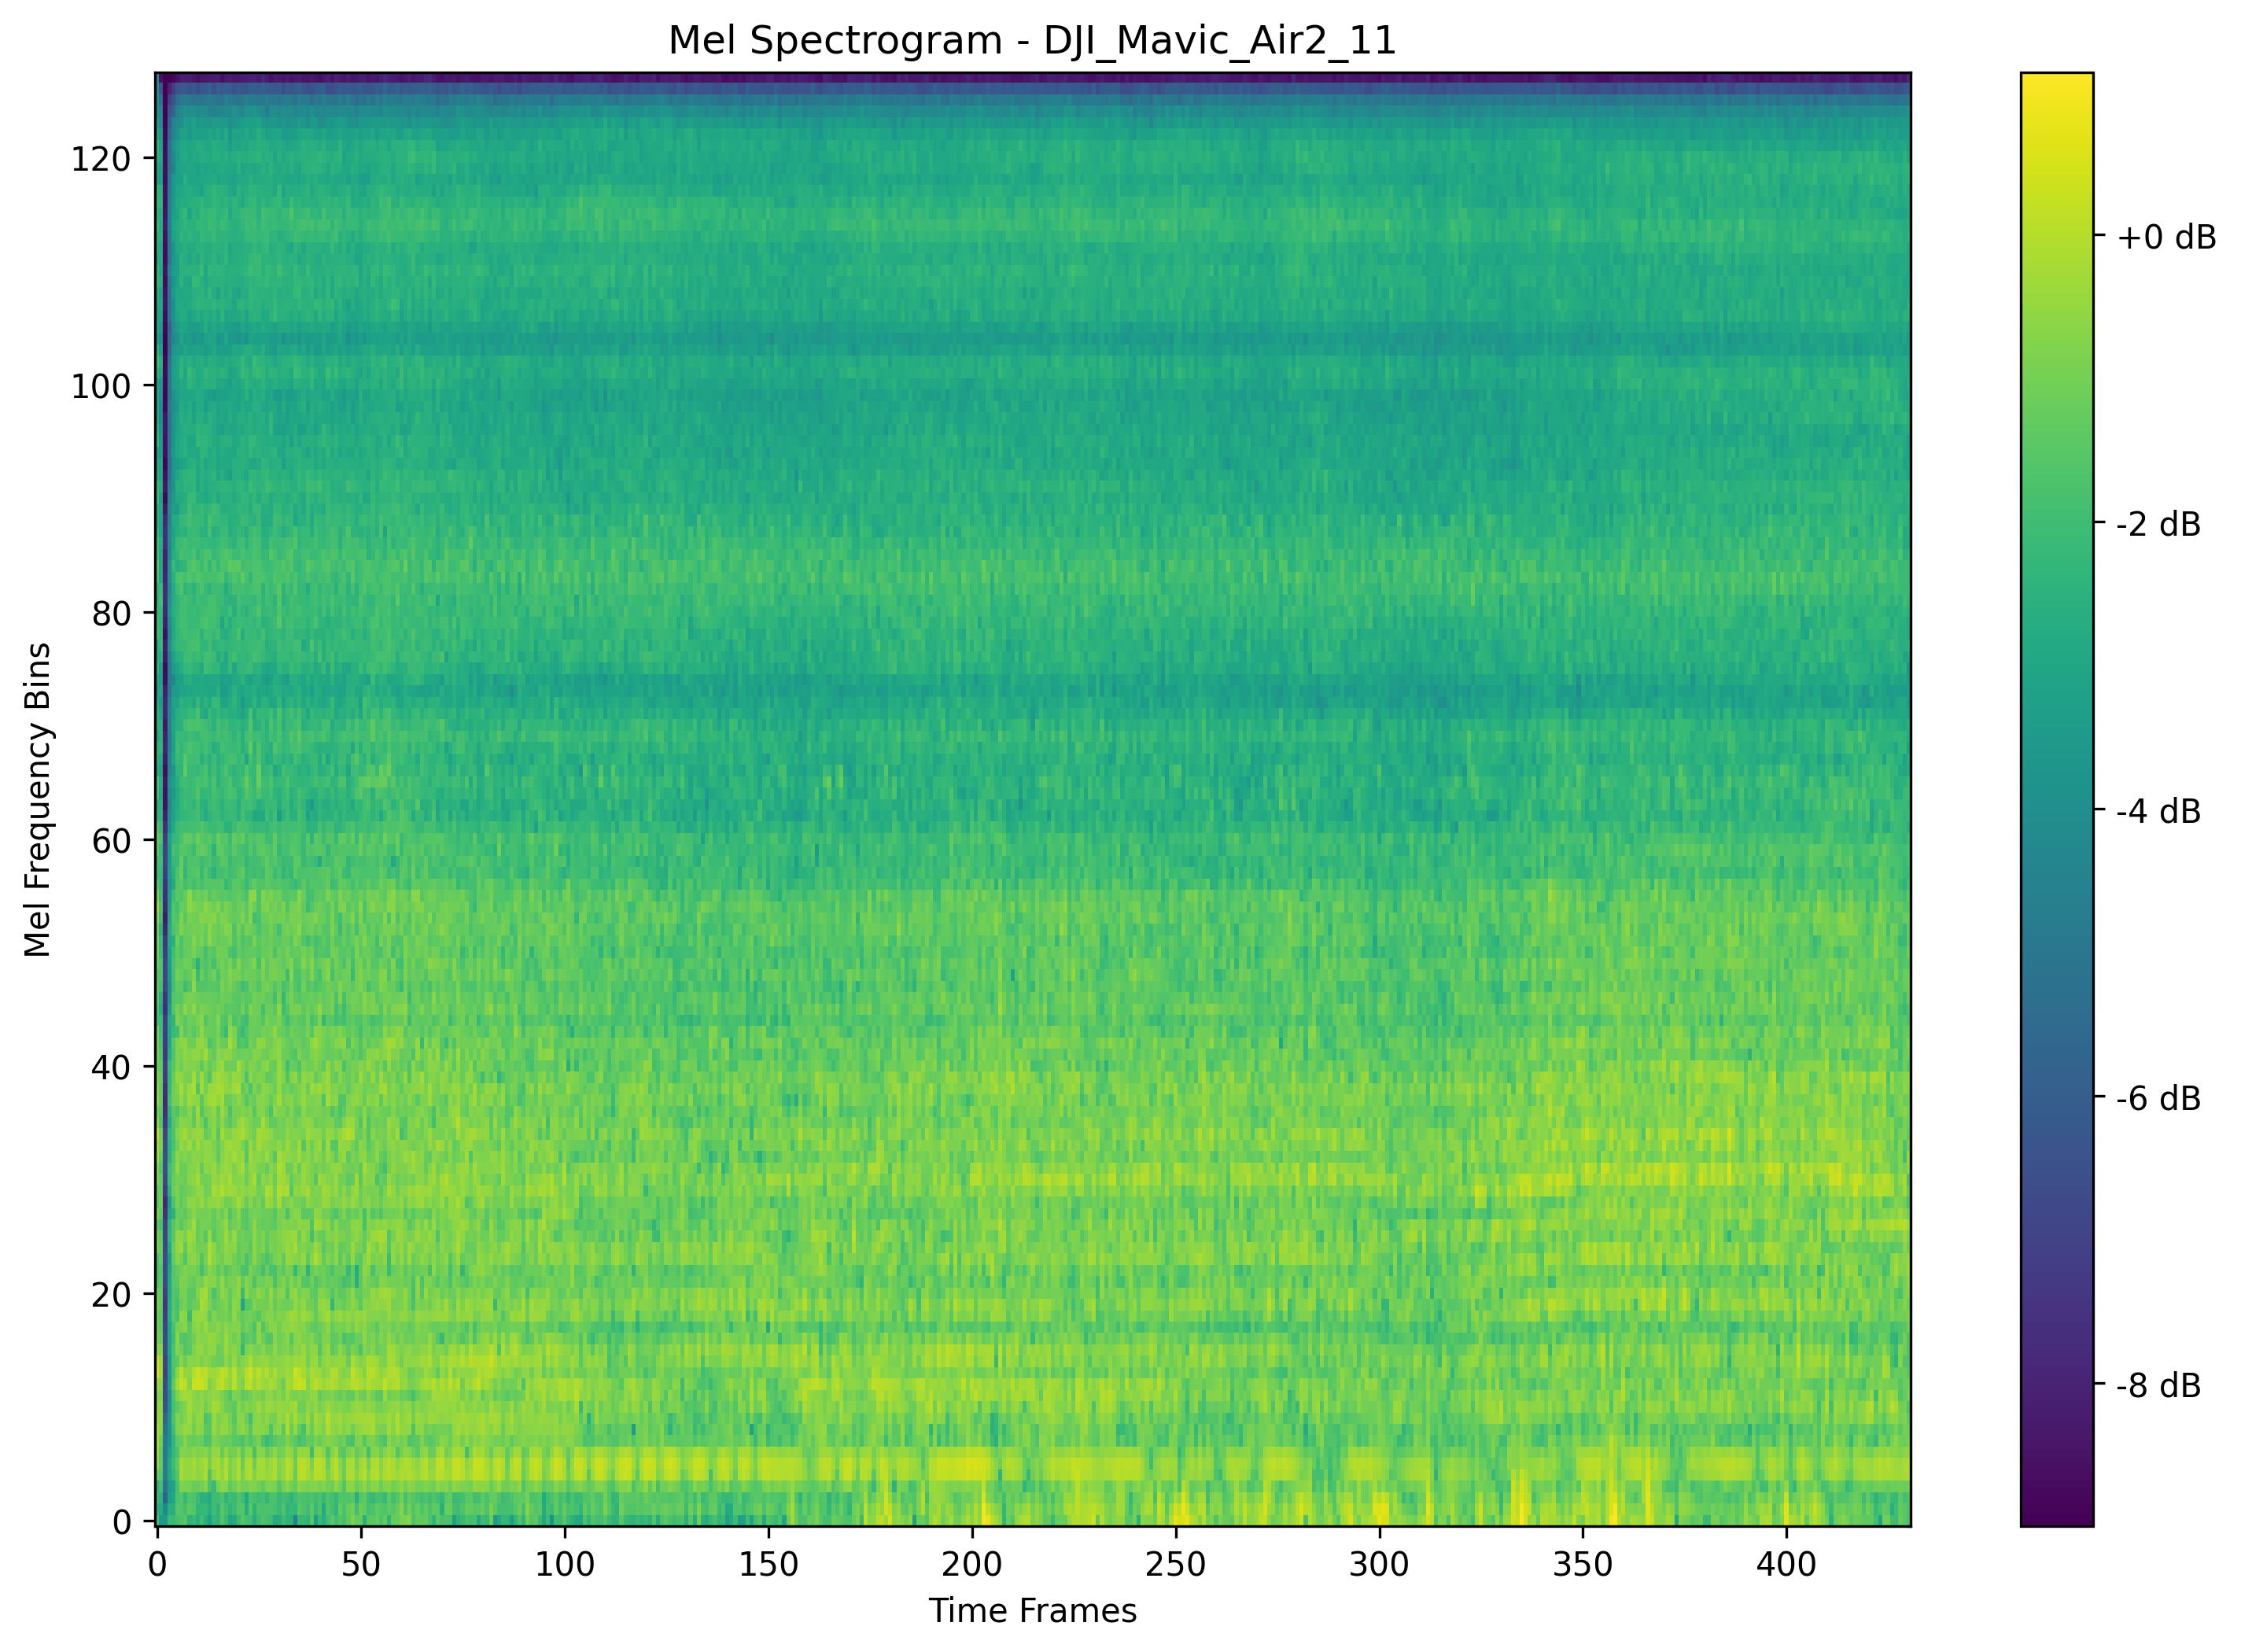 Mel Spectrogram - DJI_Mavic_Air2_11
Mel Frequency Bins
120
100
80
60
40
20
0
0 50 100 150 200 250 300 350 400
Time Frames
+0 dB
-2 dB
-4 dB
-6 dB
-8 dB